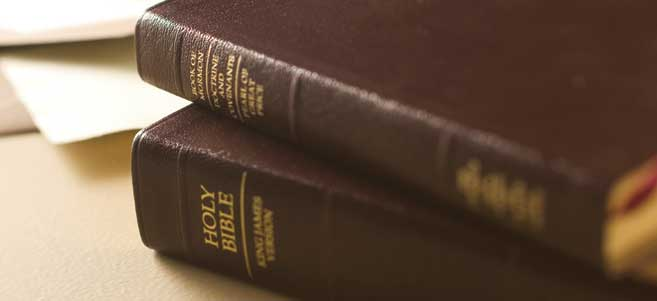 BOOK OF
MORMON
DOCTRINE
AND
COVENANTS
PEARL OF
GREAT
PRICE
HOLY
BIBLE
KING JAMES
VERSION